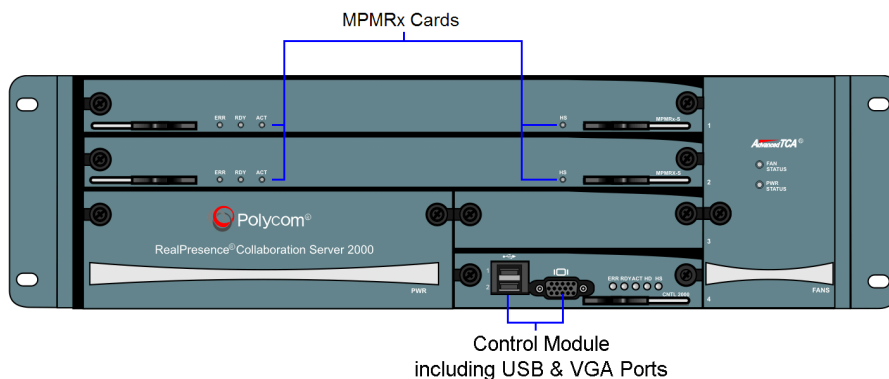 MPMRx Cards
ERR RDY ACT HS
MPMRx-S
1
AdvancedTCA®
FAN
STATUS
PWR
STATUS
ERR RDY ACT HS
MPMRX-S
2
Polycom®
RealPresence® Collaboration Server 2000
PWR
3
1
2
ERR RDY ACT HD HS
CNTL 2000
4
FANS
Control Module
including USB & VGA Ports